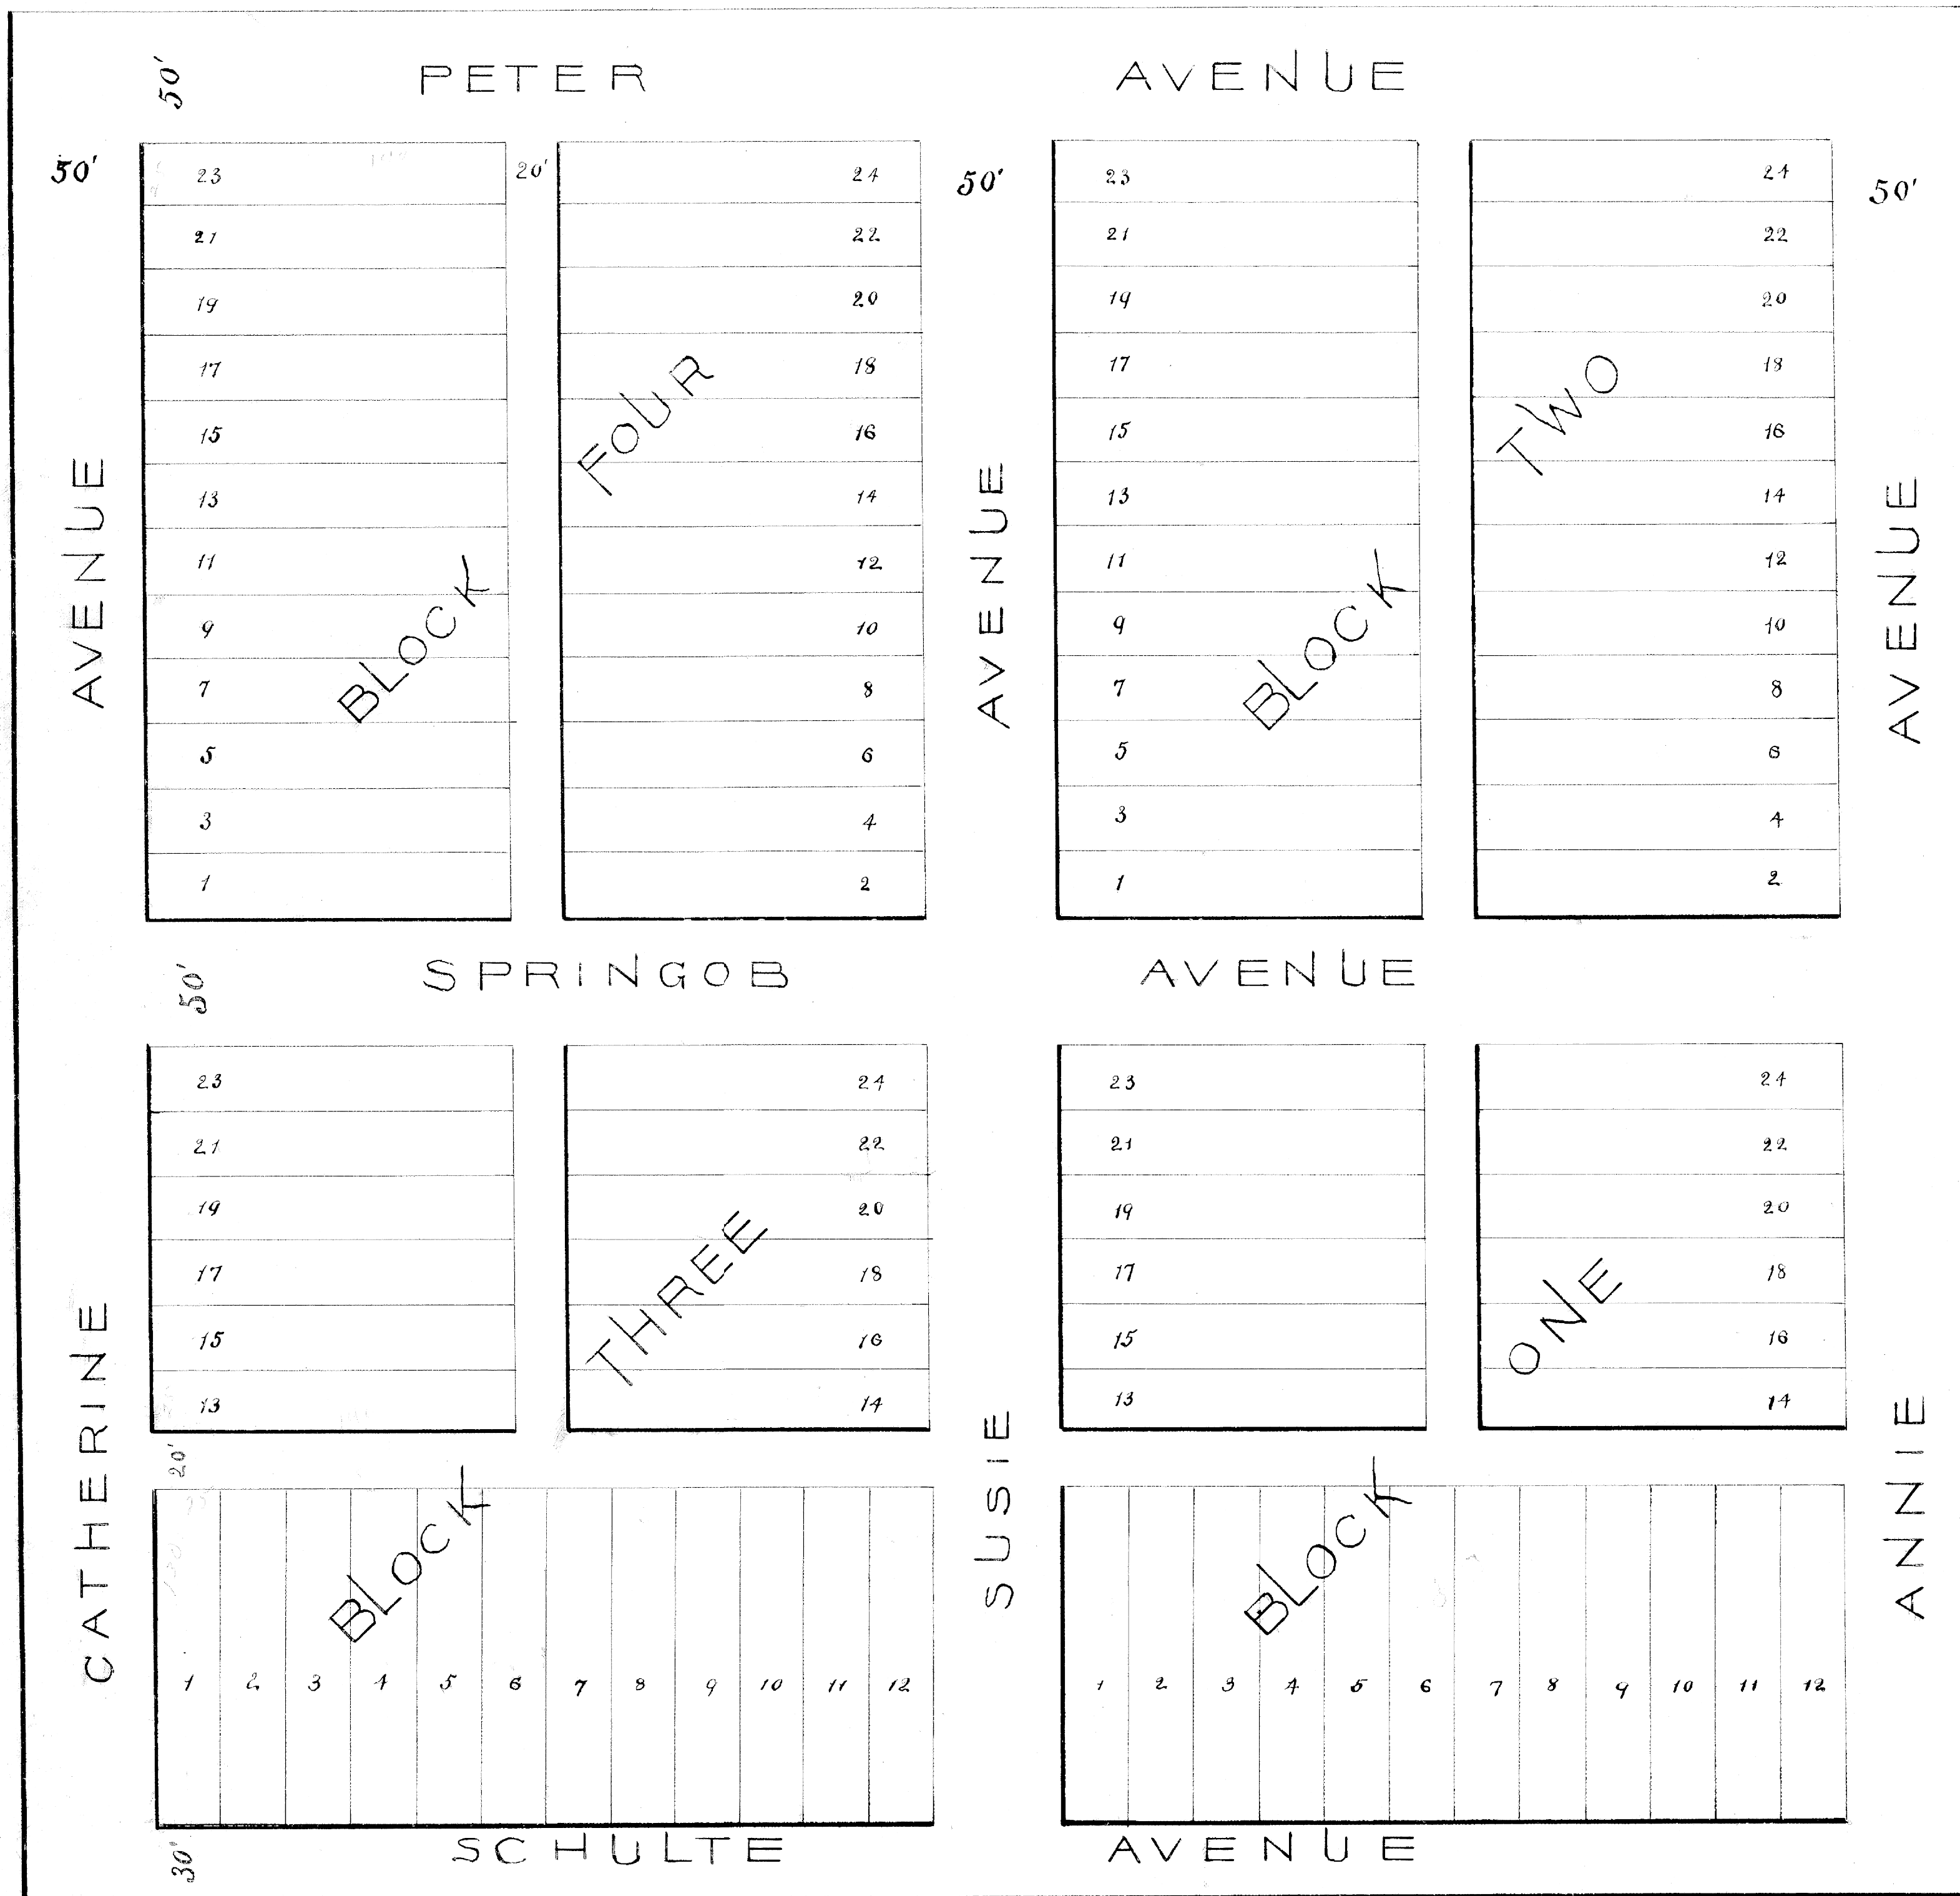 50'
PETER AVENUE
50' 20' 50' 50'
23 24 23 24
21 22 21 22
19 20 19 20
17 18 17 18
15 16 15 16
13 14 13 14
11 12 11 12
9 10 9 10
7 8 7 8
5 6 5 6
3 4 3 4
1 2 1 2
BLOCK FOUR
BLOCK TWO
50'
SPRINGOB AVENUE
23 24 23 24
21 22 21 22
19 20 19 20
17 18 17 18
15 16 15 16
13 14 13 14
20'
BLOCK THREE
BLOCK ONE
1 2 3 4 5 6 7 8 9 10 11 12
1 2 3 4 5 6 7 8 9 10 11 12
30'
SCHULTE AVENUE
CATHERINE AVENUE
SUSIE AVENUE
ANNIE AVENUE